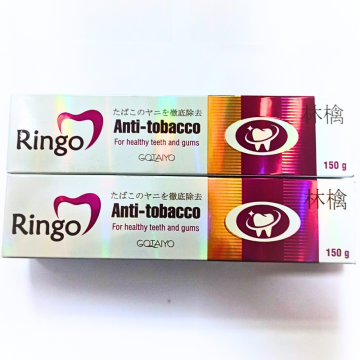 林檎
たばこのヤニを徹底除去
Ringo
Anti-tobacco
For healthy teeth and gums
GOTAIYO
150 g
林檎
たばこのヤニを徹底除去
Ringo
Anti-tobacco
For healthy teeth and gums
GOTAIYO
150 g